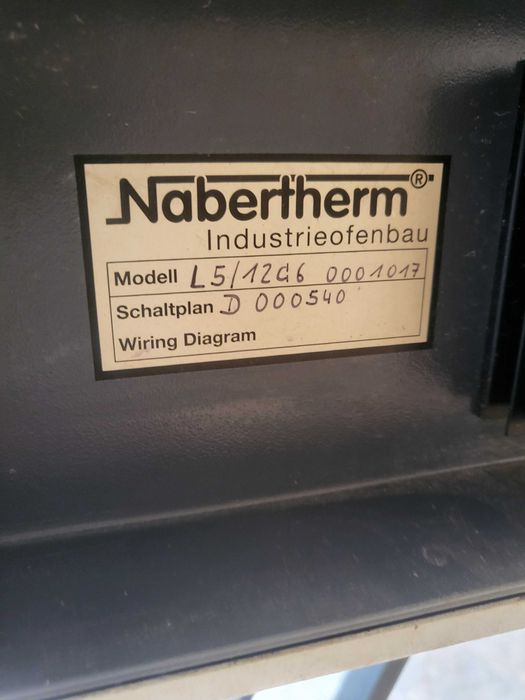 Nabertherm®
Industrieofenbau
Modell L5/12C6 0001017
Schaltplan D 000540
Wiring Diagram